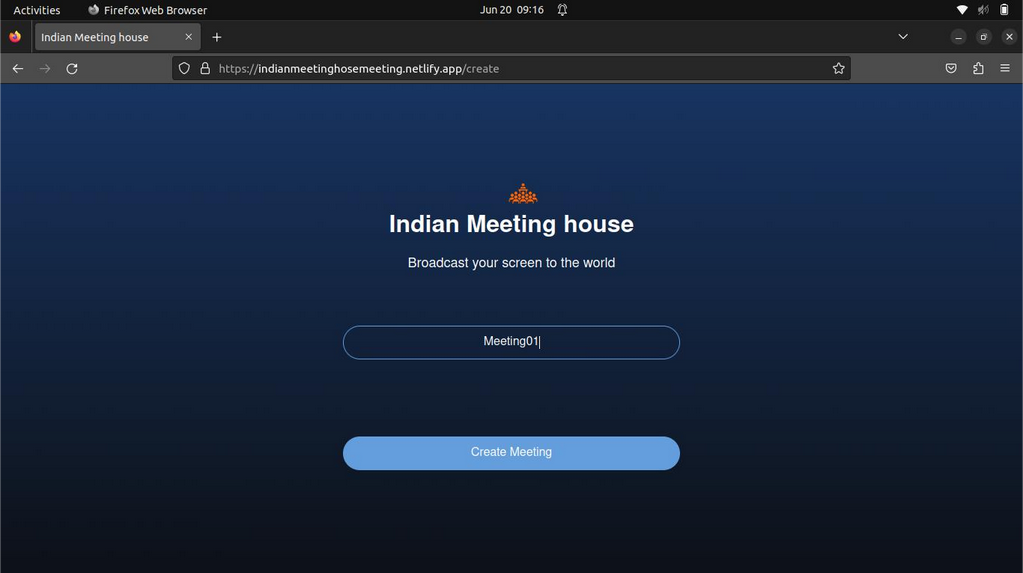 Activities Firefox Web Browser Jun 20 09:16
Indian Meeting house
https://indianmeetinghosemeeting.netlify.app/create
Indian Meeting house
Broadcast your screen to the world
Meeting01
Create Meeting